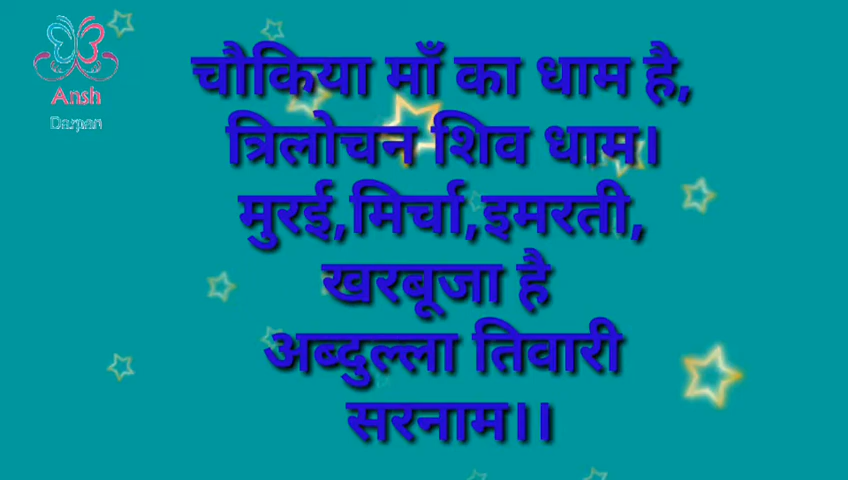 Ansh
Darpan
चौकिया माँ का धाम है,
त्रिलोचन शिव धाम।
मुरई,मिर्चा,इमरती,
खरबूजा है
अब्दुल्ला तिवारी
सरनाम।।